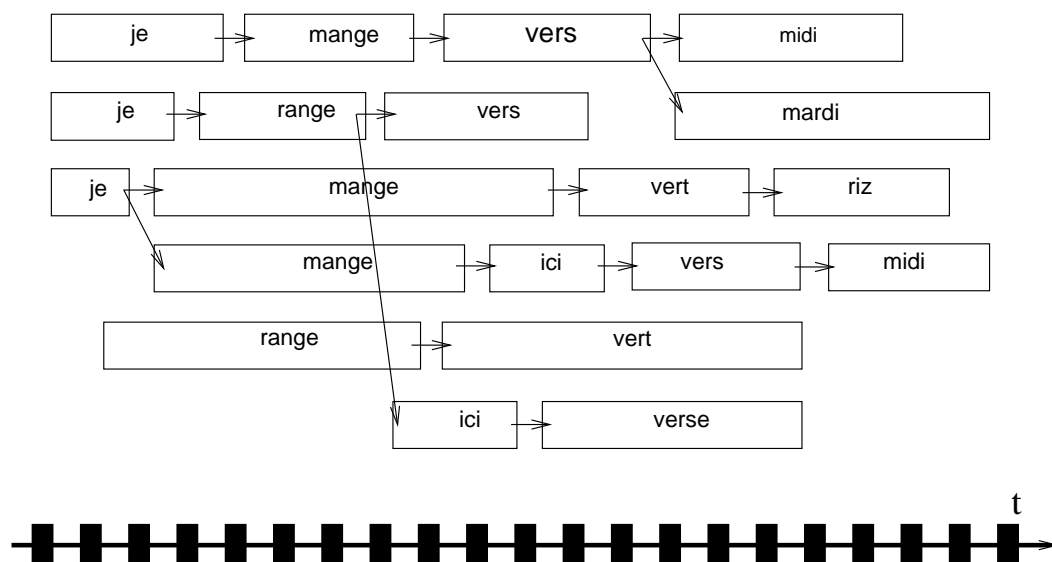 je mange vers midi
je range vers mardi
je mange vert riz
mange ici vers midi
range vert
ici verse
t